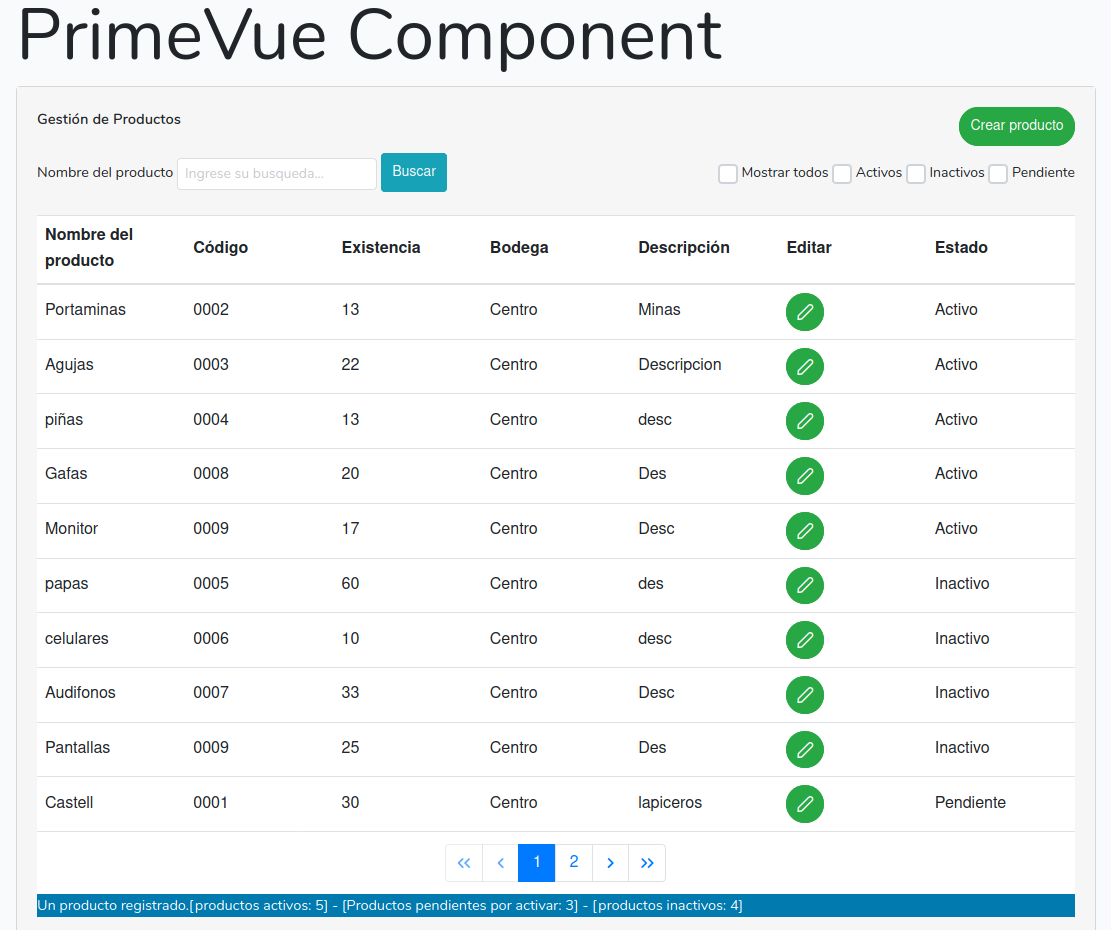 PrimeVue Component
Gestión de Productos
Crear producto
Nombre del producto Ingrese su busqueda... Buscar Mostrar todos Activos Inactivos Pendiente
Nombre del producto Código Existencia Bodega Descripción Editar Estado
Portaminas 0002 13 Centro Minas Activo
Agujas 0003 22 Centro Descripcion Activo
piñas 0004 13 Centro desc Activo
Gafas 0008 20 Centro Des Activo
Monitor 0009 17 Centro Desc Activo
papas 0005 60 Centro des Inactivo
celulares 0006 10 Centro desc Inactivo
Audifonos 0007 33 Centro Desc Inactivo
Pantallas 0009 25 Centro Des Inactivo
Castell 0001 30 Centro lapiceros Pendiente
1 2
Un producto registrado.[productos activos: 5] - [Productos pendientes por activar: 3] - [productos inactivos: 4]